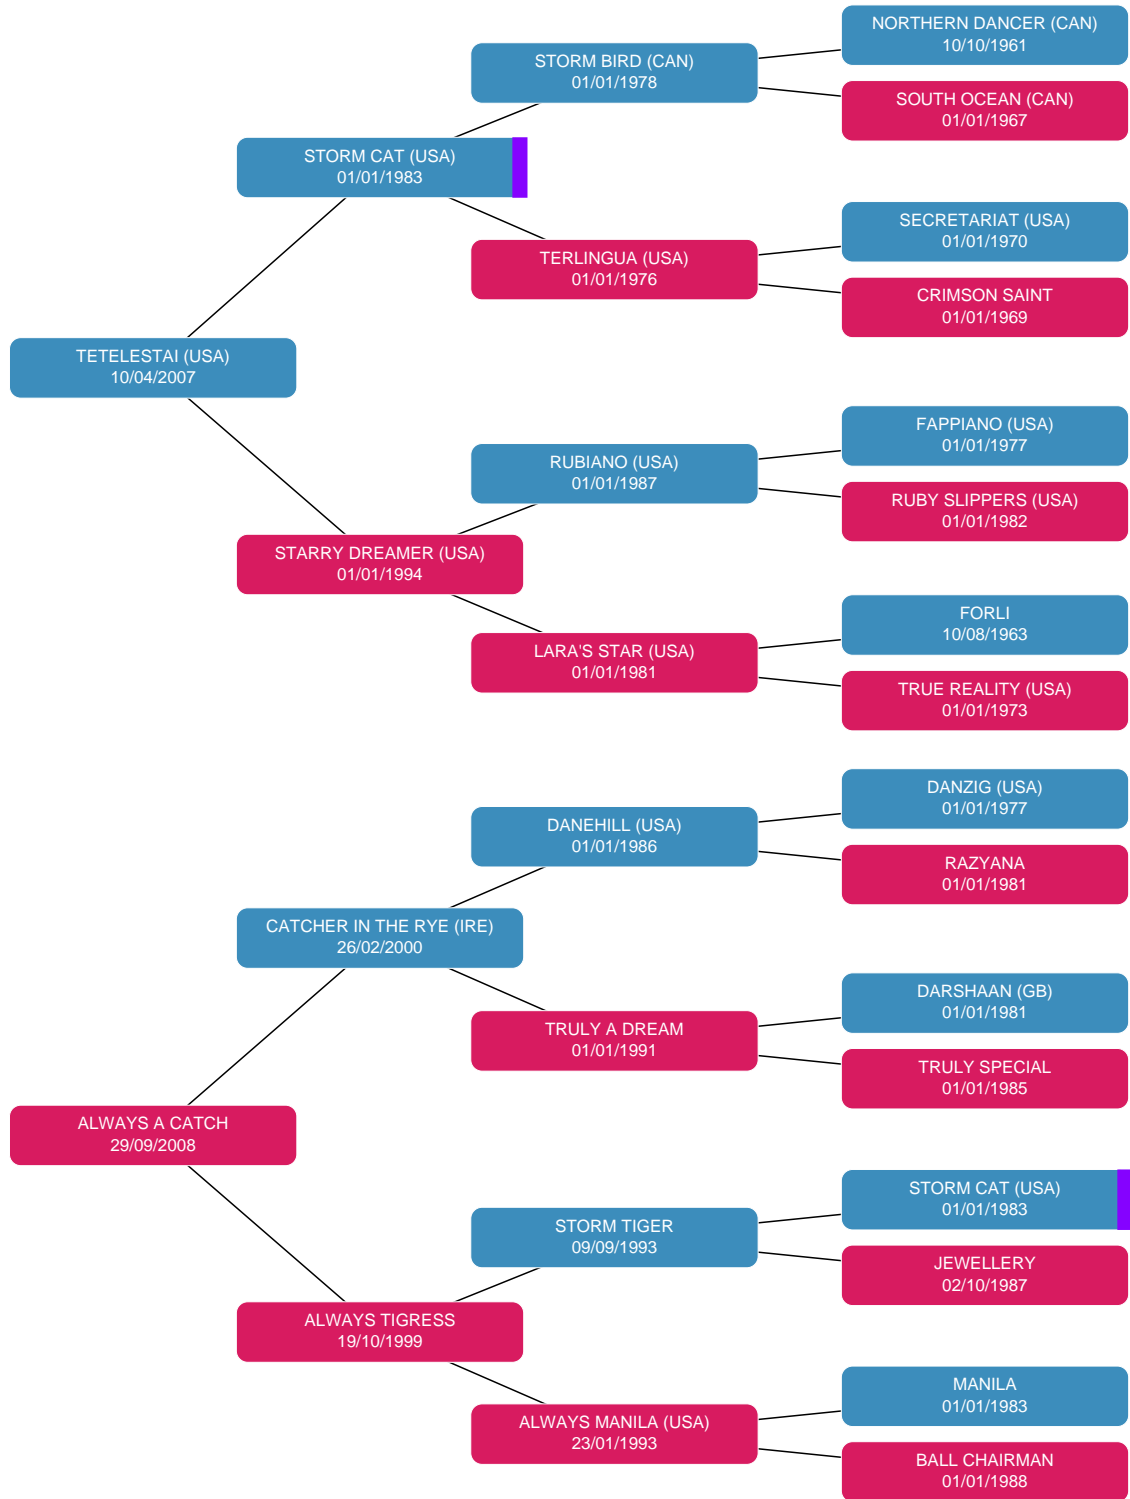 NORTHERN DANCER (CAN)
10/10/1961
STORM BIRD (CAN)
01/01/1978
SOUTH OCEAN (CAN)
01/01/1967
STORM CAT (USA)
01/01/1983
SECRETARIAT (USA)
01/01/1970
TERLINGUA (USA)
01/01/1976
CRIMSON SAINT
01/01/1969
TETELESTAI (USA)
10/04/2007
FAPPIANO (USA)
01/01/1977
RUBIANO (USA)
01/01/1987
RUBY SLIPPERS (USA)
01/01/1982
STARRY DREAMER (USA)
01/01/1994
FORLI
10/08/1963
LARA'S STAR (USA)
01/01/1981
TRUE REALITY (USA)
01/01/1973
DANZIG (USA)
01/01/1977
DANEHILL (USA)
01/01/1986
RAZYANA
01/01/1981
CATCHER IN THE RYE (IRE)
26/02/2000
DARSHAAN (GB)
01/01/1981
TRULY A DREAM
01/01/1991
TRULY SPECIAL
01/01/1985
ALWAYS A CATCH
29/09/2008
STORM CAT (USA)
01/01/1983
STORM TIGER
09/09/1993
JEWELLERY
02/10/1987
ALWAYS TIGRESS
19/10/1999
MANILA
01/01/1983
ALWAYS MANILA (USA)
23/01/1993
BALL CHAIRMAN
01/01/1988